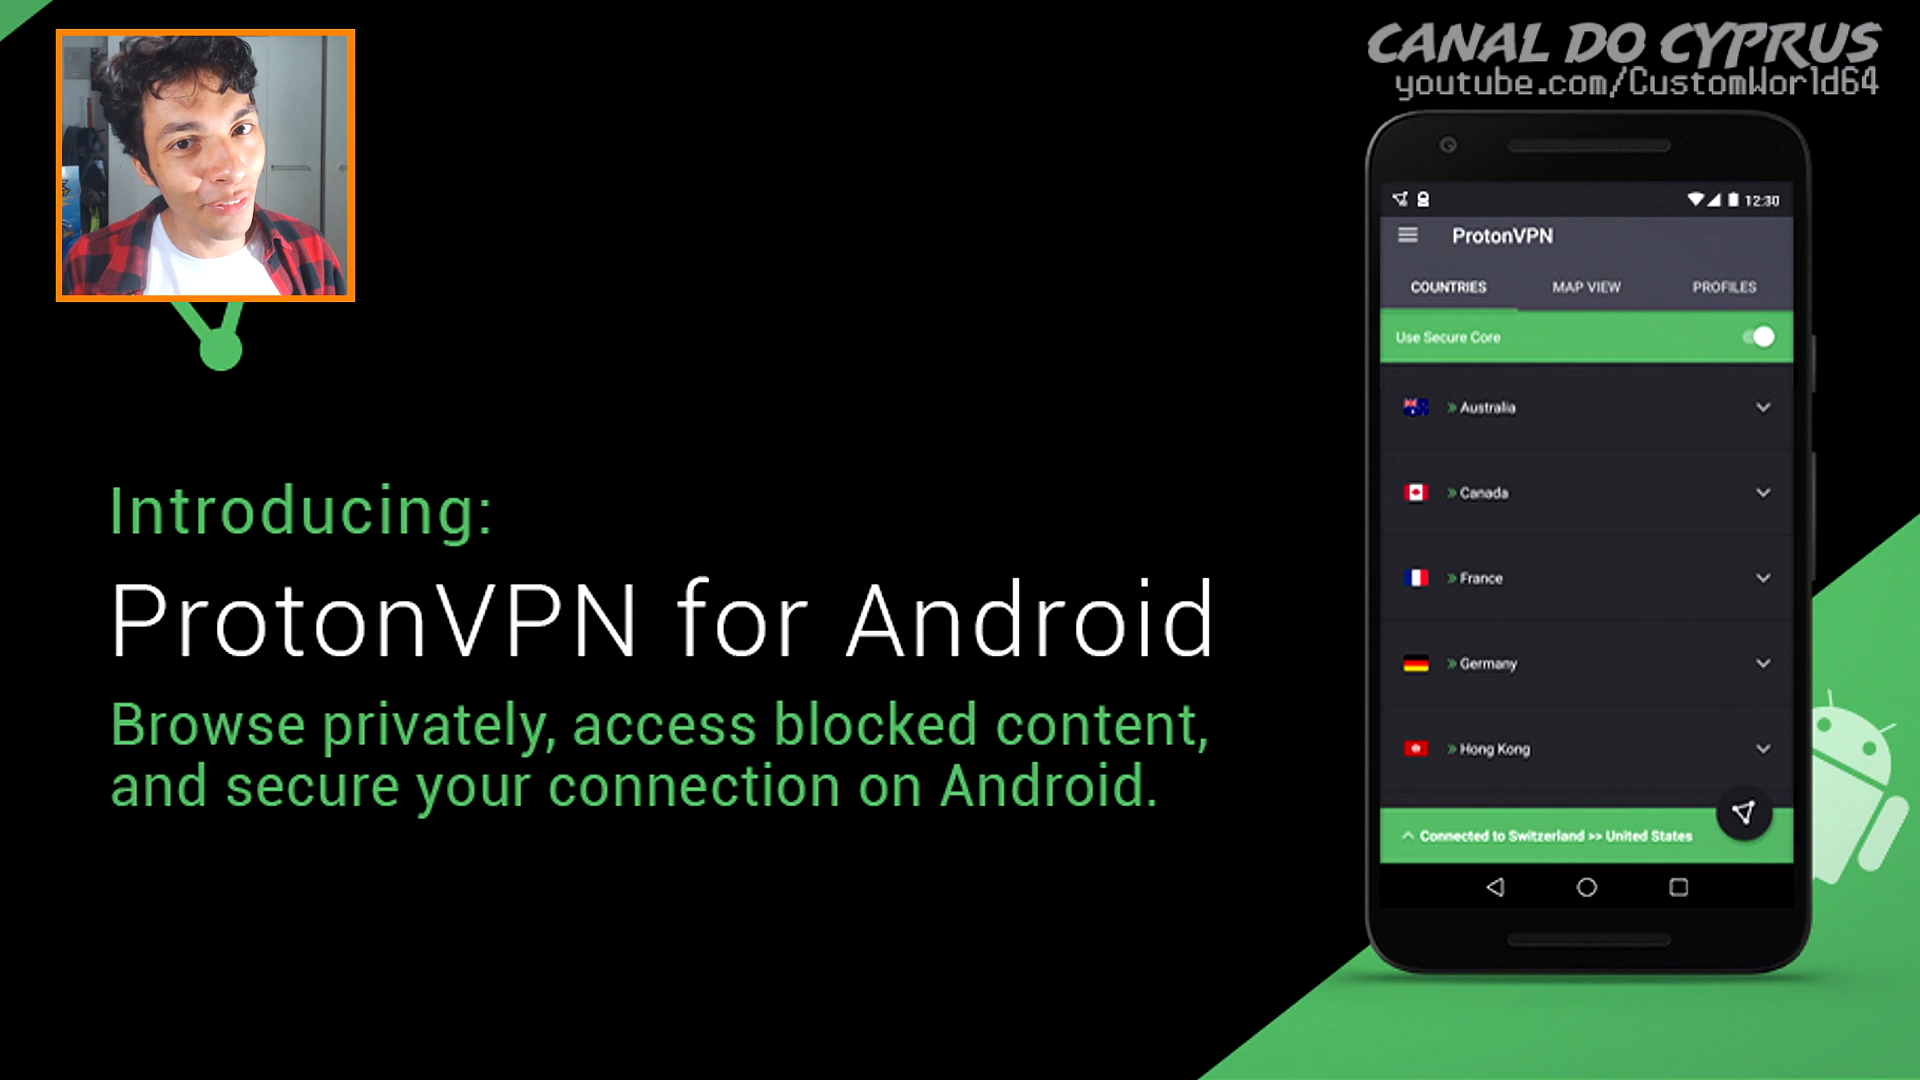 CANAL DO CYPRUS
youtube.com/CustomWorld64
12:30
ProtonVPN
COUNTRIES MAP VIEW PROFILES
Use Secure Core
» Australia
» Canada
» France
» Germany
» Hong Kong
Connected to Switzerland >> United States
Introducing:
ProtonVPN for Android
Browse privately, access blocked content,
and secure your connection on Android.